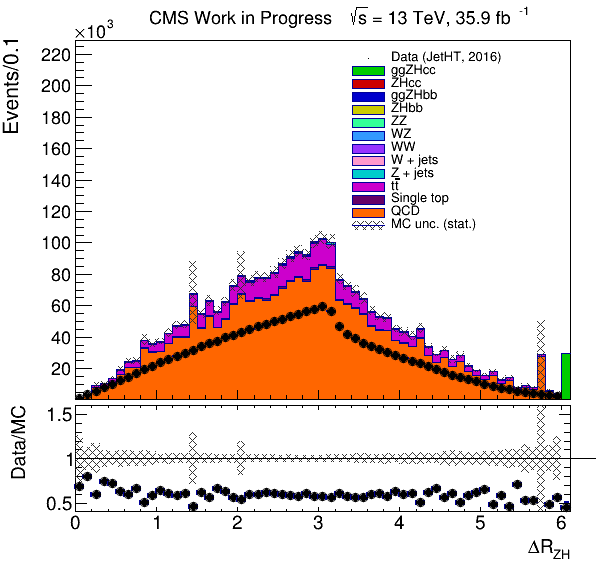 CMS Work in Progress √s = 13 TeV, 35.9 fb⁻¹
×10³
Events/0.1
220
200
180
160
140
120
100
80
60
40
20
Data (JetHT, 2016)
ggZHcc
ZHcc
ggZHbb
ZHbb
ZZ
WZ
WW
W + jets
Z + jets
tt̄
Single top
QCD
MC unc. (stat.)
Data/MC
1.5
1
0.5
0 1 2 3 4 5 6
ΔR_ZH